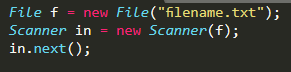 File f = new File("filename.txt");
Scanner in = new Scanner(f);
in.next();